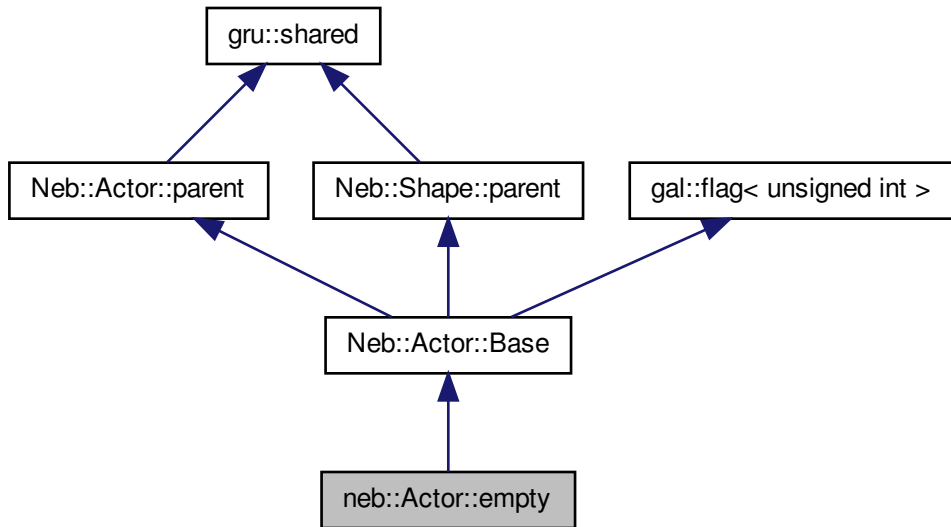 gru::shared
Neb::Actor::parent
Neb::Shape::parent
gal::flag< unsigned int >
Neb::Actor::Base
neb::Actor::empty